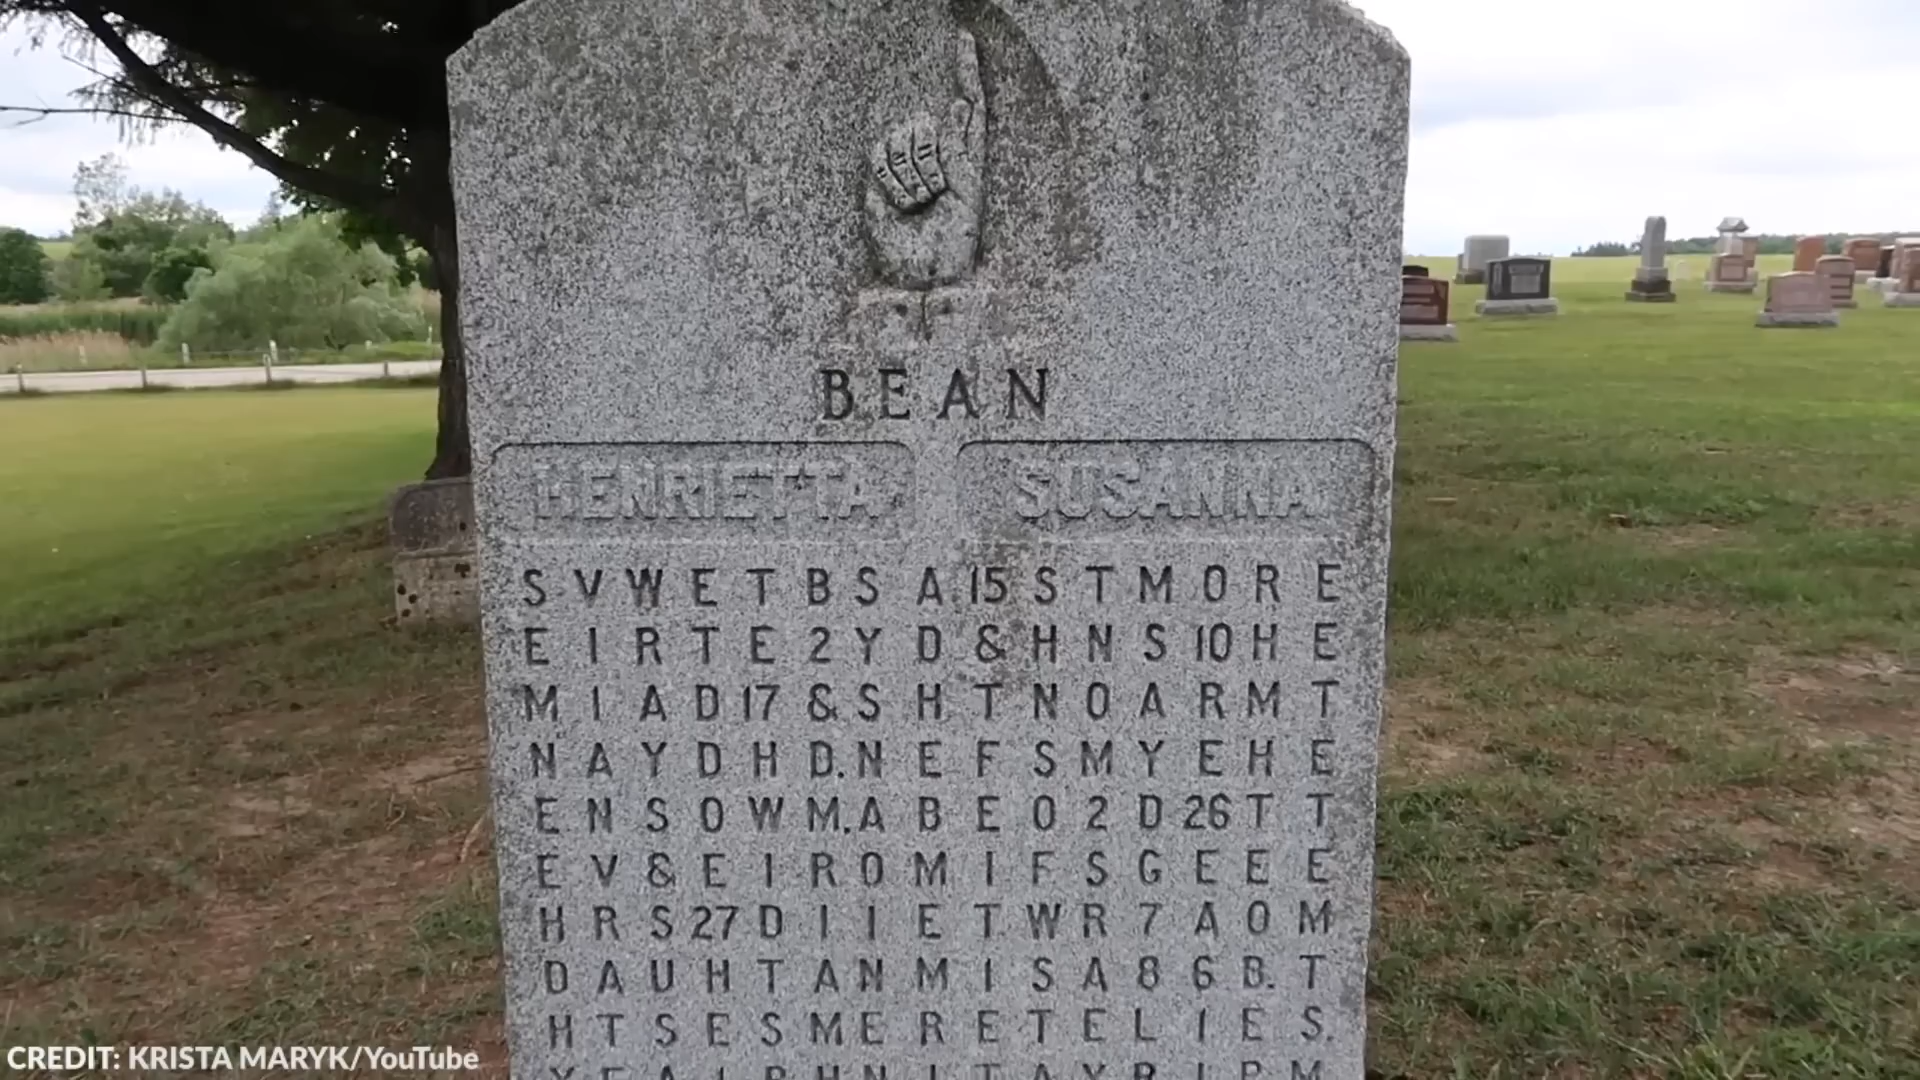 BEAN
HENRIETTA SUSANNA
S V W E T B S A 15 S T M O R E
E I R T E 2 Y D & H N S 10 H E
M I A D 17 & S H T N O A R M T
N A Y D H D. N E F S M Y E H E
E N S O W M. A B E O 2 D 26 T T
E V & E I R O M I F S G E E E
H R S 27 D I I E T W R 7 A O M
D A U H T A N M I S A 8 6 B. T
H T S E S M E R E T E L I E S.
CREDIT: KRISTA MARYK/YouTube